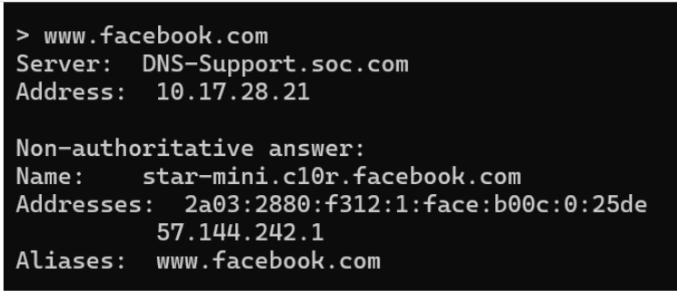 > www.facebook.com
Server:  DNS-Support.soc.com
Address:  10.17.28.21

Non-authoritative answer:
Name:    star-mini.c10r.facebook.com
Addresses:  2a03:2880:f312:1:face:b00c:0:25de
          57.144.242.1
Aliases:  www.facebook.com